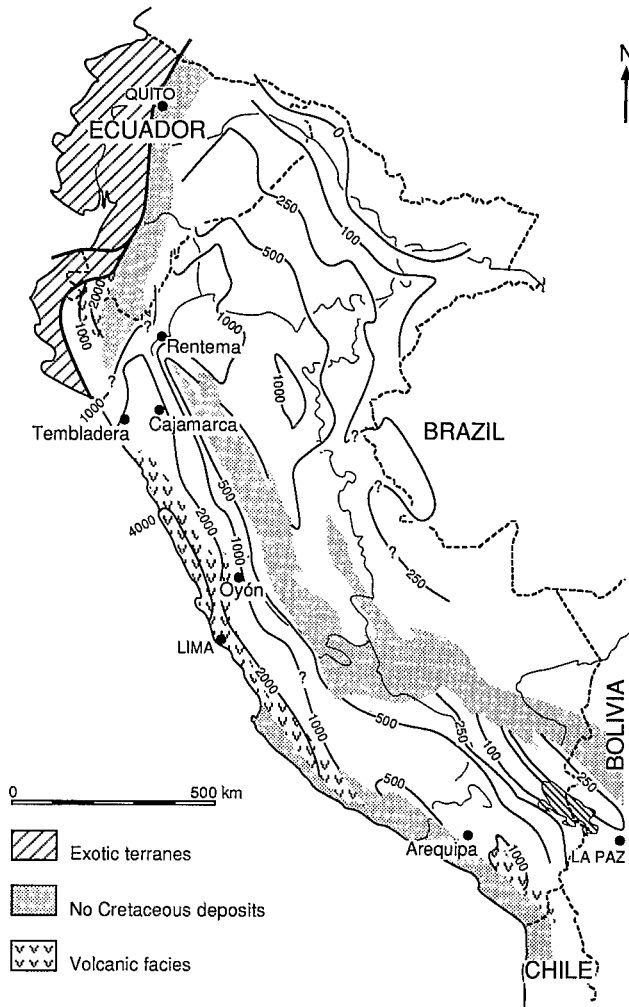 N
QUITO
ECUADOR
0
250
100
500
2000
1000
?
1000
Rentema
1000
?
1000
Tembladera
Cajamarca
?
BRAZIL
500
?
4000
2000
1000
?
250
Oyón
LIMA
?
2000
1000
500
250
100
BOLIVIA
250
500
0 500 km
Arequipa
1000
LA PAZ
Exotic terranes
No Cretaceous deposits
Volcanic facies
CHILE